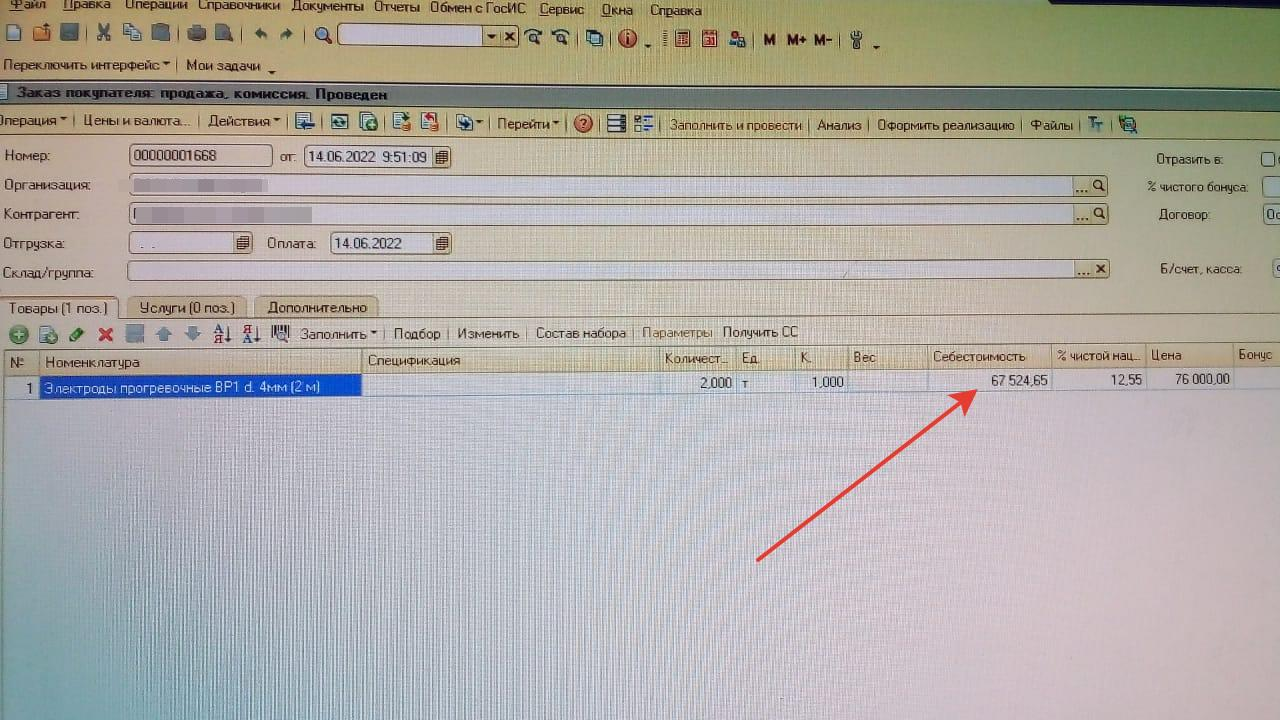 Файл Правка Операции Справочники Документы Отчеты Обмен с ГосИС Сервис Окна Справка
M M+ M-
Переключить интерфейс Мои задачи
Заказ покупателя: продажа, комиссия. Проведен
Операция Цены и валюта... Действия Перейти Заполнить и провести Анализ Оформить реализацию Файлы
Номер: 00000001668 от: 14.06.2022 9:51:09 Отразить в:
Организация: ... % чистого бонуса:
Контрагент: ... Договор:
Отгрузка: . . Оплата: 14.06.2022
Склад/группа: ... Б/счет, касса:
Товары (1 поз.) Услуги (0 поз.) Дополнительно
Заполнить Подбор Изменить Состав набора Параметры Получить СС
№ Номенклатура Спецификация Количест... Ед. К. Вес Себестоимость % чистой нац... Цена Бонус
1 Электроды прогревочные ВР1 d. 4мм (2 м) 2,000 т 1,000 67 524,65 12,55 76 000,00